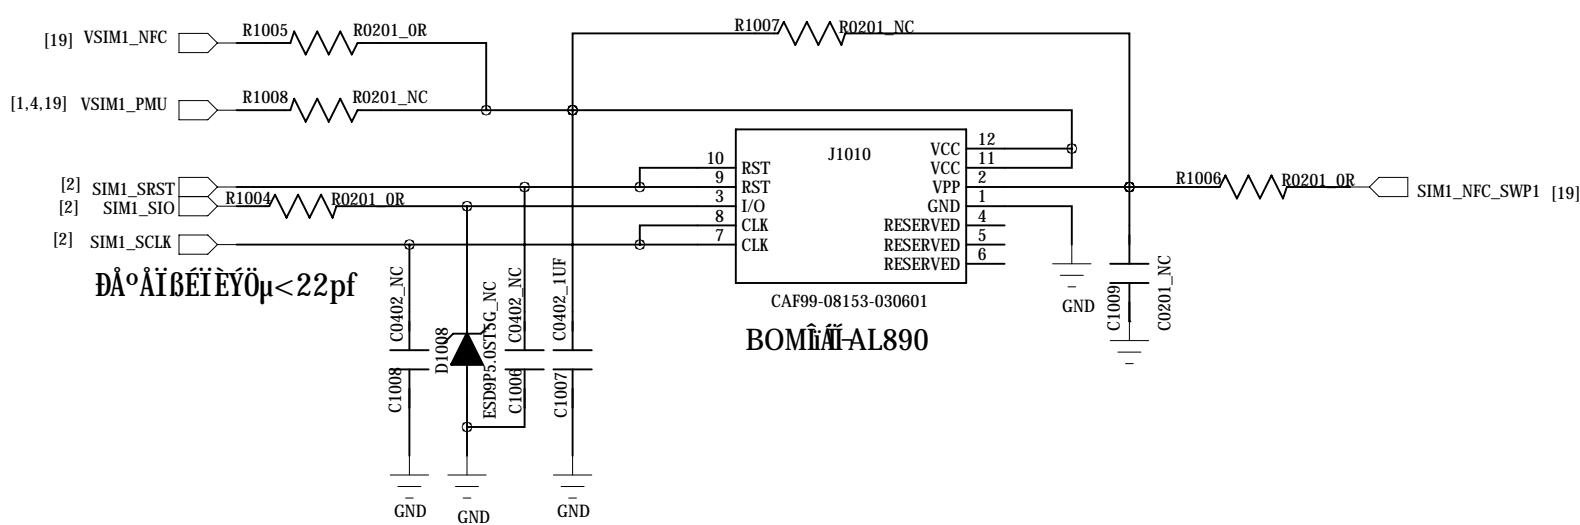 R1007 R0201_NC
[19] VSIM1_NFC R1005 R0201_0R
[1,4,19] VSIM1_PMU R1008 R0201_NC
J1010
10 RST
9 RST
3 I/O
8 CLK
7 CLK
VCC 12
VCC 11
VPP 2
GND 1
RESERVED 4
RESERVED 5
RESERVED 6
[2] SIM1_SRST
[2] SIM1_SIO R1004 R0201_0R
[2] SIM1_SCLK
R1006 R0201_0R SIM1_NFC_SWP1 [19]
ÐÅºÅÏßÉÏÈÝÖµ<22pf
CAF99-08153-030601
AL890
C1008 C0402_NC
D1008 ESD9P5.0ST5G_NC
C1006 C0402_NC
C1007 C0402_1UF
C1009 C0201_NC
GND
GND
GND
GND